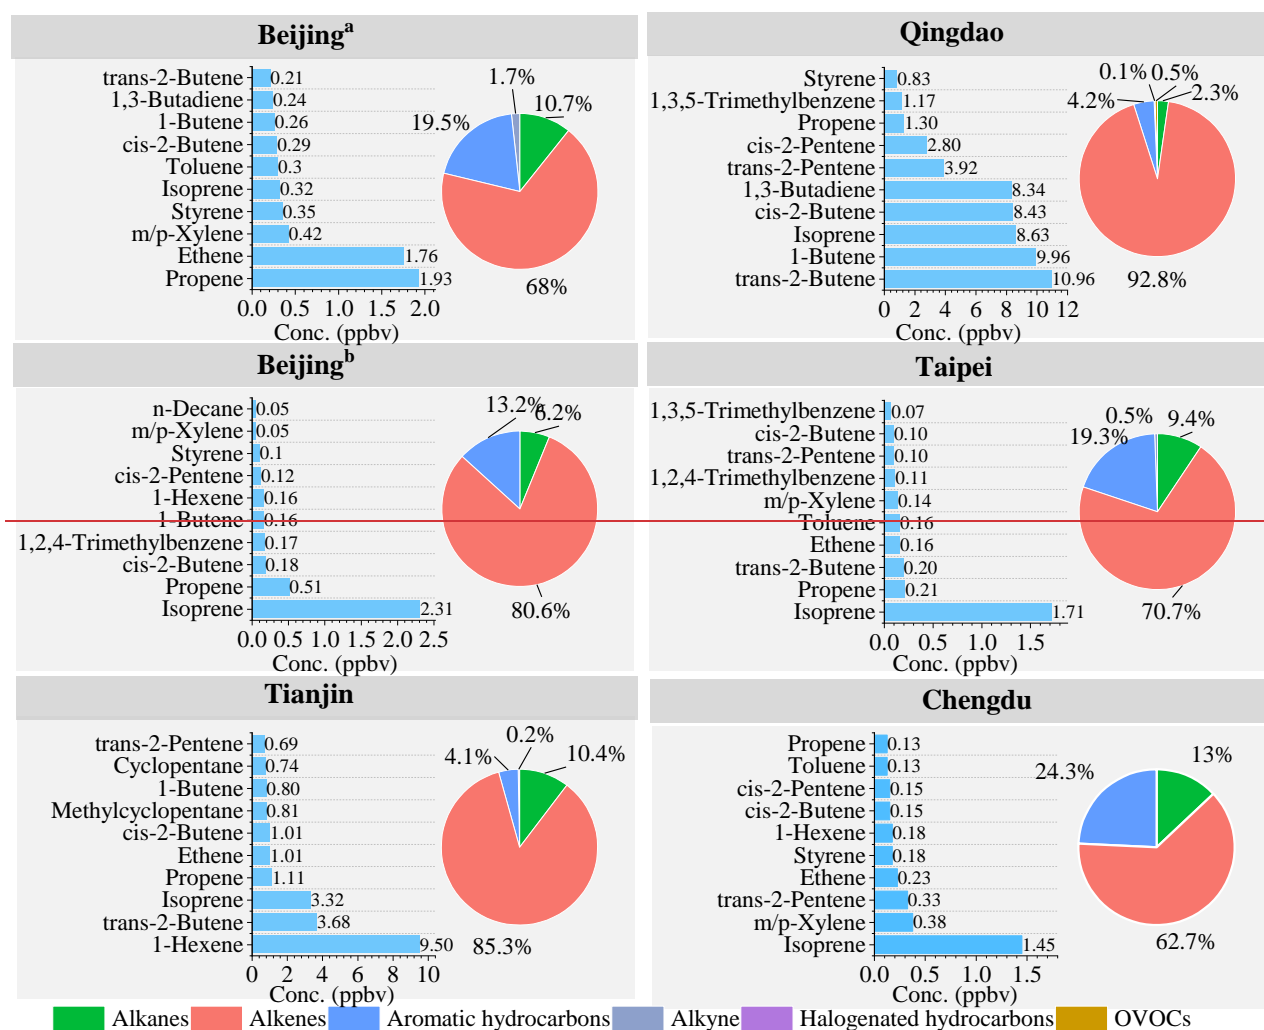 Beijingᵃ
trans-2-Butene 0.21
1,3-Butadiene 0.24
1-Butene 0.26
cis-2-Butene 0.29
Toluene 0.3
Isoprene 0.32
Styrene 0.35
m/p-Xylene 0.42
Ethene 1.76
Propene 1.93
0.0 0.5 1.0 1.5 2.0
Conc. (ppbv)
1.7%
10.7%
19.5%
68%
Qingdao
Styrene 0.83
1,3,5-Trimethylbenzene 1.17
Propene 1.30
cis-2-Pentene 2.80
trans-2-Pentene 3.92
1,3-Butadiene 8.34
cis-2-Butene 8.43
Isoprene 8.63
1-Butene 9.96
trans-2-Butene 10.96
0 2 4 6 8 10 12
Conc. (ppbv)
0.1% 0.5%
4.2% 2.3%
92.8%
Beijingᵇ
n-Decane 0.05
m/p-Xylene 0.05
Styrene 0.1
cis-2-Pentene 0.12
1-Hexene 0.16
1-Butene 0.16
1,2,4-Trimethylbenzene 0.17
cis-2-Butene 0.18
Propene 0.51
Isoprene 2.31
0.0 0.5 1.0 1.5 2.0 2.5
Conc. (ppbv)
13.2% 6.2%
80.6%
Taipei
1,3,5-Trimethylbenzene 0.07
cis-2-Butene 0.10
trans-2-Pentene 0.10
1,2,4-Trimethylbenzene 0.11
m/p-Xylene 0.14
Toluene 0.16
Ethene 0.16
trans-2-Butene 0.20
Propene 0.21
Isoprene 1.71
0.0 0.5 1.0 1.5
Conc. (ppbv)
0.5% 9.4%
19.3%
70.7%
Tianjin
trans-2-Pentene 0.69
Cyclopentane 0.74
1-Butene 0.80
Methylcyclopentane 0.81
cis-2-Butene 1.01
Ethene 1.01
Propene 1.11
Isoprene 3.32
trans-2-Butene 3.68
1-Hexene 9.50
0 2 4 6 8 10
Conc. (ppbv)
0.2%
4.1% 10.4%
85.3%
Chengdu
Propene 0.13
Toluene 0.13
cis-2-Pentene 0.15
cis-2-Butene 0.15
1-Hexene 0.18
Styrene 0.18
Ethene 0.23
trans-2-Pentene 0.33
m/p-Xylene 0.38
Isoprene 1.45
0.0 0.5 1.0 1.5
Conc. (ppbv)
13%
24.3%
62.7%
Alkanes Alkenes Aromatic hydrocarbons Alkyne Halogenated hydrocarbons OVOCs